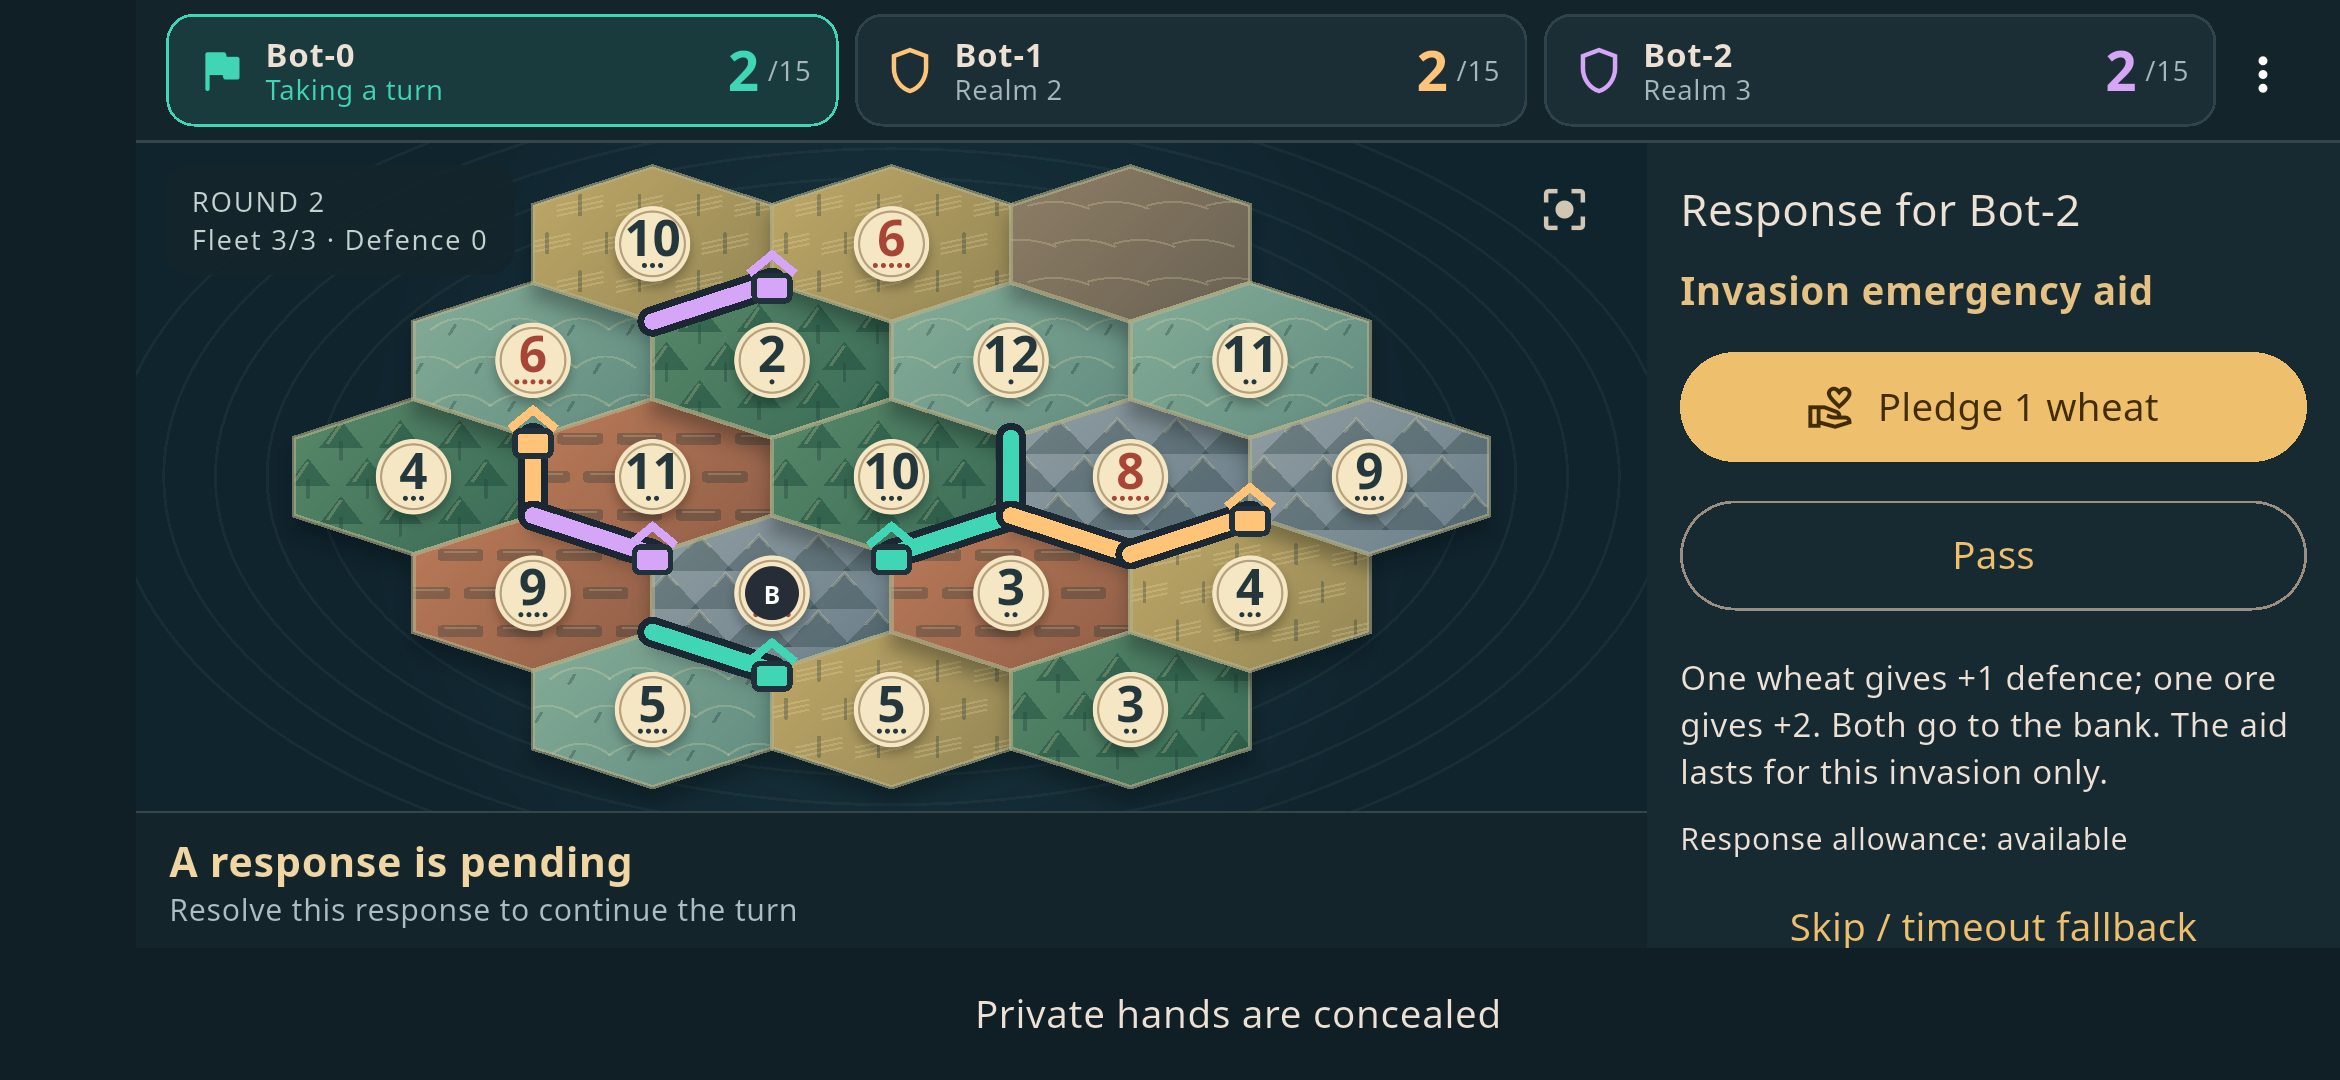 Bot-0
Taking a turn
2 /15
Bot-1
Realm 2
2 /15
Bot-2
Realm 3
2 /15
ROUND 2
Fleet 3/3 · Defence 0
10
6
6
2
12
11
4
11
10
8
9
9
B
3
4
5
5
3
A response is pending
Resolve this response to continue the turn
Response for Bot-2
Invasion emergency aid
Pledge 1 wheat
Pass
One wheat gives +1 defence; one ore
gives +2. Both go to the bank. The aid
lasts for this invasion only.
Response allowance: available
Skip / timeout fallback
Private hands are concealed